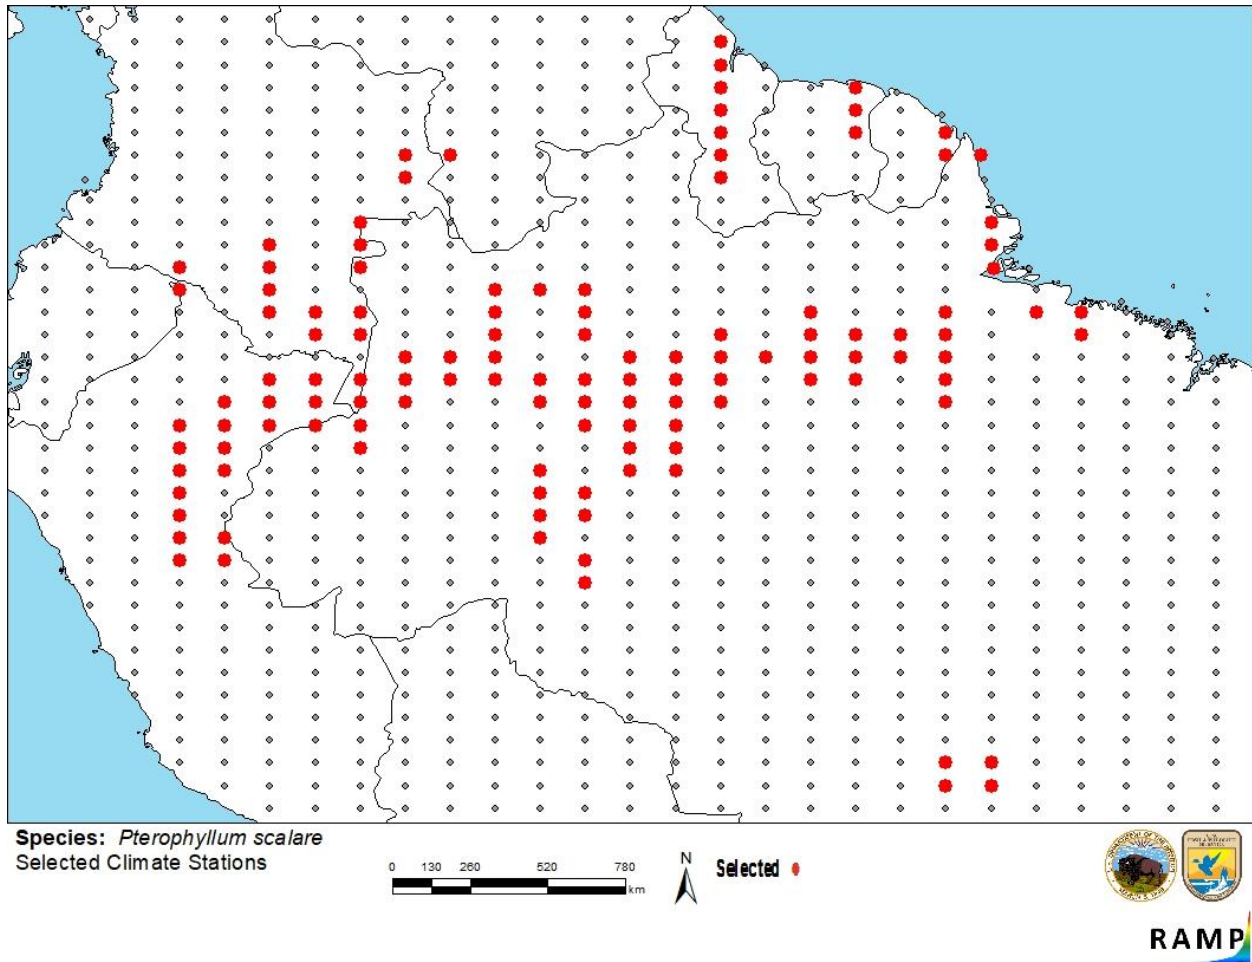 Species: Pterophyllum scalare
Selected Climate Stations
0 130 260 520 780
km
N
Selected
RAMP